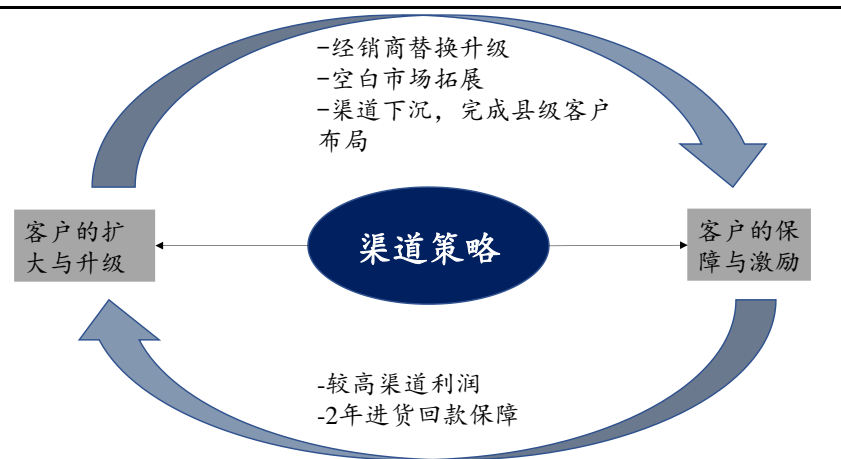 -经销商替换升级
-空白市场拓展
-渠道下沉，完成县级客户
布局
客户的扩
大与升级
渠道策略
客户的保
障与激励
-较高渠道利润
-2年进货回款保障